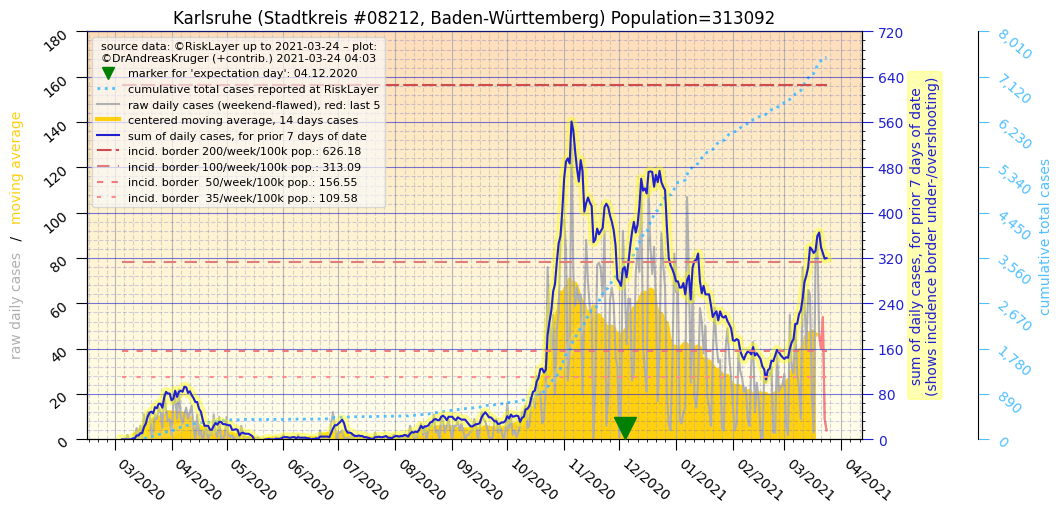 Karlsruhe (Stadtkreis #08212, Baden-Württemberg) Population=313092
source data: ©RiskLayer up to 2021-03-24 – plot:
©DrAndreasKruger (+contrib.) 2021-03-24 04:03
marker for 'expectation day': 04.12.2020
cumulative total cases reported at RiskLayer
raw daily cases (weekend-flawed), red: last 5
centered moving average, 14 days cases
sum of daily cases, for prior 7 days of date
incid. border 200/week/100k pop.: 626.18
incid. border 100/week/100k pop.: 313.09
incid. border  50/week/100k pop.: 156.55
incid. border  35/week/100k pop.: 109.58
raw daily cases / moving average
180
160
140
120
100
80
60
40
20
0
720
640
560
480
400
320
240
160
80
0
sum of daily cases, for prior 7 days of date
(shows incidence border under-/overshooting)
8,010
7,120
6,230
5,340
4,450
3,560
2,670
1,780
890
0
cumulative total cases
03/2020
04/2020
05/2020
06/2020
07/2020
08/2020
09/2020
10/2020
11/2020
12/2020
01/2021
02/2021
03/2021
04/2021